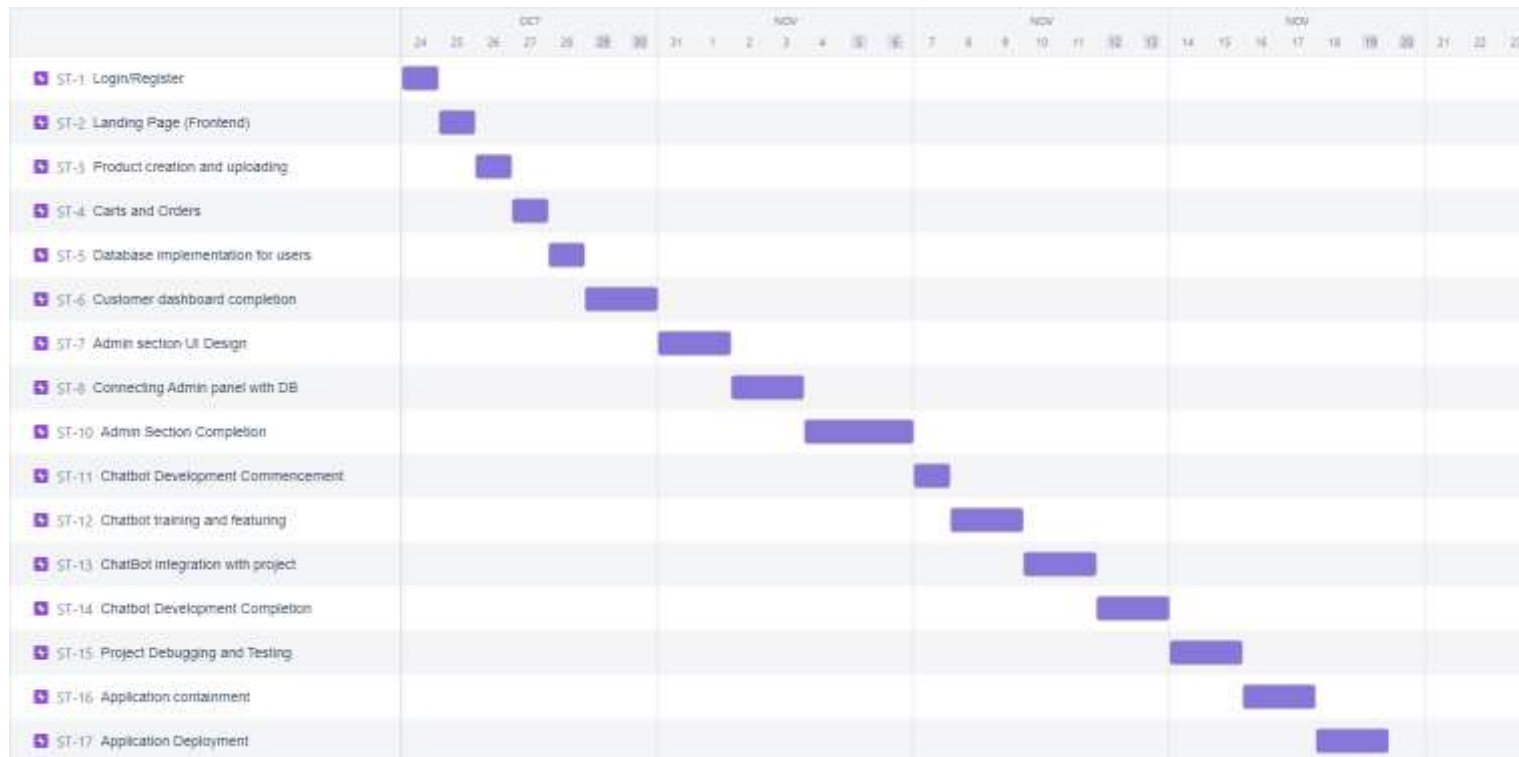 OCT NOV NOV NOV
24 25 26 27 28 29 30 31 1 2 3 4 5 6 7 8 9 10 11 12 13 14 15 16 17 18 19 20 21 22
ST-1 Login/Register
ST-2 Landing Page (Frontend)
ST-3 Product creation and uploading
ST-4 Carts and Orders
ST-5 Database implementation for users
ST-6 Customer dashboard completion
ST-7 Admin section UI Design
ST-8 Connecting Admin panel with DB
ST-10 Admin Section Completion
ST-11 Chatbot Development Commencement
ST-12 Chatbot training and featuring
ST-13 ChatBot integration with project
ST-14 Chatbot Development Completion
ST-15 Project Debugging and Testing
ST-16 Application containment
ST-17 Application Deployment